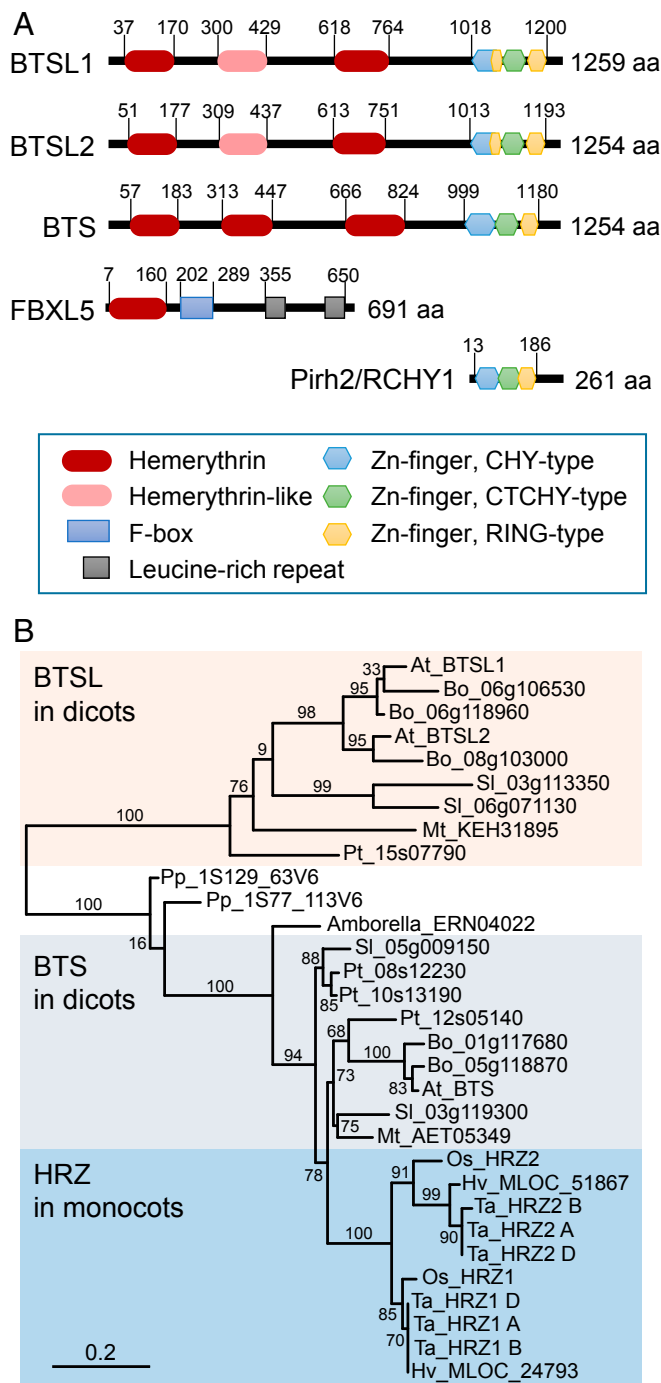 A
37 170 300 429 618 764 1018 1200
BTSL1 1259 aa
51 177 309 437 613 751 1013 1193
BTSL2 1254 aa
57 183 313 447 666 824 999 1180
BTS 1254 aa
7 160 202 289 355 650
FBXL5 691 aa
13 186
Pirh2/RCHY1 261 aa
Hemerythrin
Hemerythrin-like
F-box
Leucine-rich repeat
Zn-finger, CHY-type
Zn-finger, CTCHY-type
Zn-finger, RING-type
B
BTSL
in dicots
33 At_BTSL1
95 Bo_06g106530
Bo_06g118960
98
95 At_BTSL2
Bo_08g103000
9
99 Sl_03g113350
Sl_06g071130
76
Mt_KEH31895
100
Pt_15s07790
Pp_1S129_63V6
100
Pp_1S77_113V6
16
Amborella_ERN04022
BTS
in dicots
100
88 Sl_05g009150
Pt_08s12230
85 Pt_10s13190
94
68 Pt_12s05140
100 Bo_01g117680
Bo_05g118870
83 At_BTS
73
Sl_03g119300
75
Mt_AET05349
78
HRZ
in monocots
100
91 Os_HRZ2
99 Hv_MLOC_51867
Ta_HRZ2 B
90 Ta_HRZ2 A
Ta_HRZ2 D
Os_HRZ1
85 Ta_HRZ1 D
70 Ta_HRZ1 A
Ta_HRZ1 B
Hv_MLOC_24793
0.2